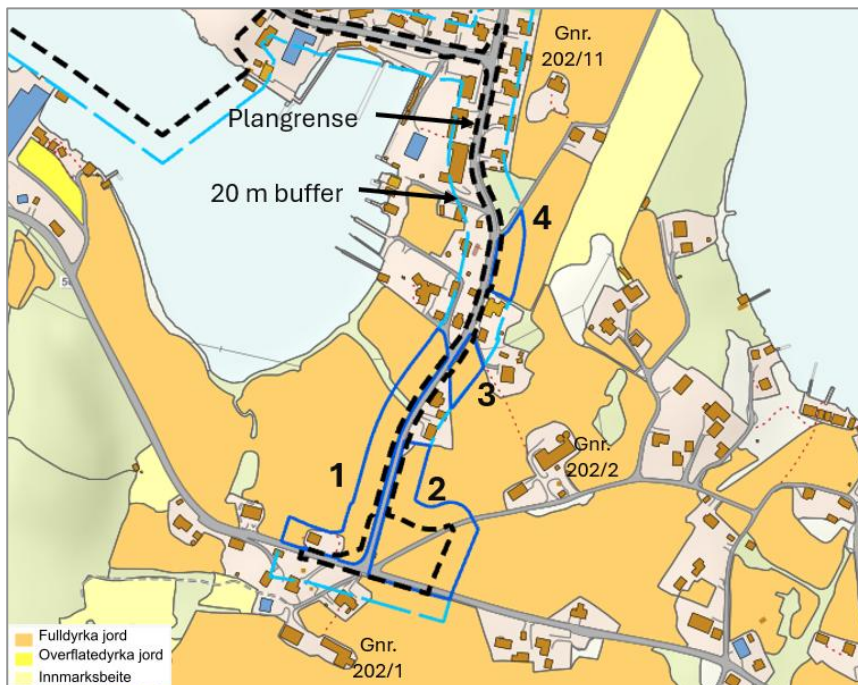 Gnr.
202/11
Plangrense
20 m buffer
4
3
Gnr.
202/2
1
2
Gnr.
202/1
Fulldyrka jord
Overflatedyrka jord
Innmarksbeite